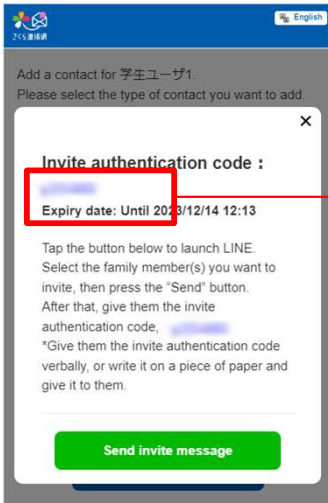 さくら連絡網
English
Add a contact for 学生ユーザ1.
Please select the type of contact you want to add.
×
Invite authentication code :
Expiry date: Until 2023/12/14 12:13
Tap the button below to launch LINE.
Select the family member(s) you want to
invite, then press the "Send" button.
After that, give them the invite
authentication code,
*Give them the invite authentication code
verbally, or write it on a piece of paper and
give it to them.
Send invite message